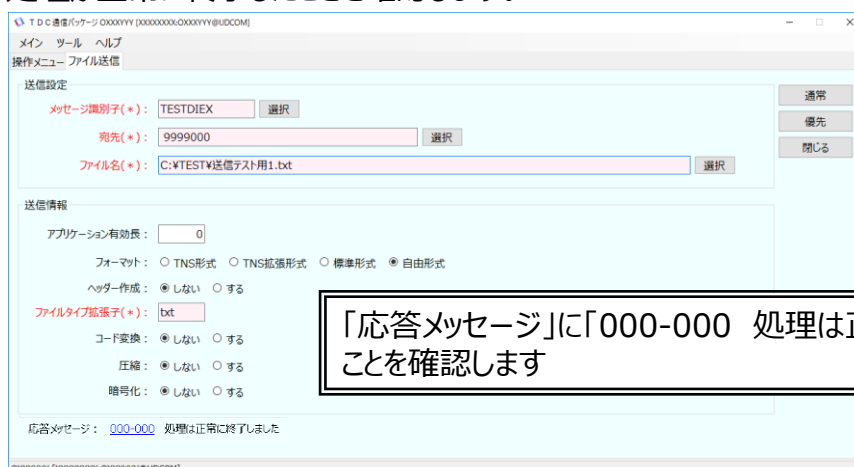 TDC通信パッケージ OXXXYYY [XXXXXXXX:OXXXYYY@UDCOM]
メイン ツール ヘルプ
操作メニュー ファイル送信
送信設定
メッセージ識別子(*): TESTDIEX 選択
宛先(*): 9999000 選択
ファイル名(*): C:¥TEST¥送信テスト用1.txt 選択
通常
優先
閉じる
送信情報
アプリケーション有効長: 0
フォーマット: TNS形式 TNS拡張形式 標準形式 自由形式
ヘッダー作成: しない する
ファイルタイプ拡張子(*): txt
コード変換: しない する
圧縮: しない する
暗号化: しない する
「応答メッセージ」に「000-000 処理は正
ことを確認します
応答メッセージ: 000-000 処理は正常に終了しました